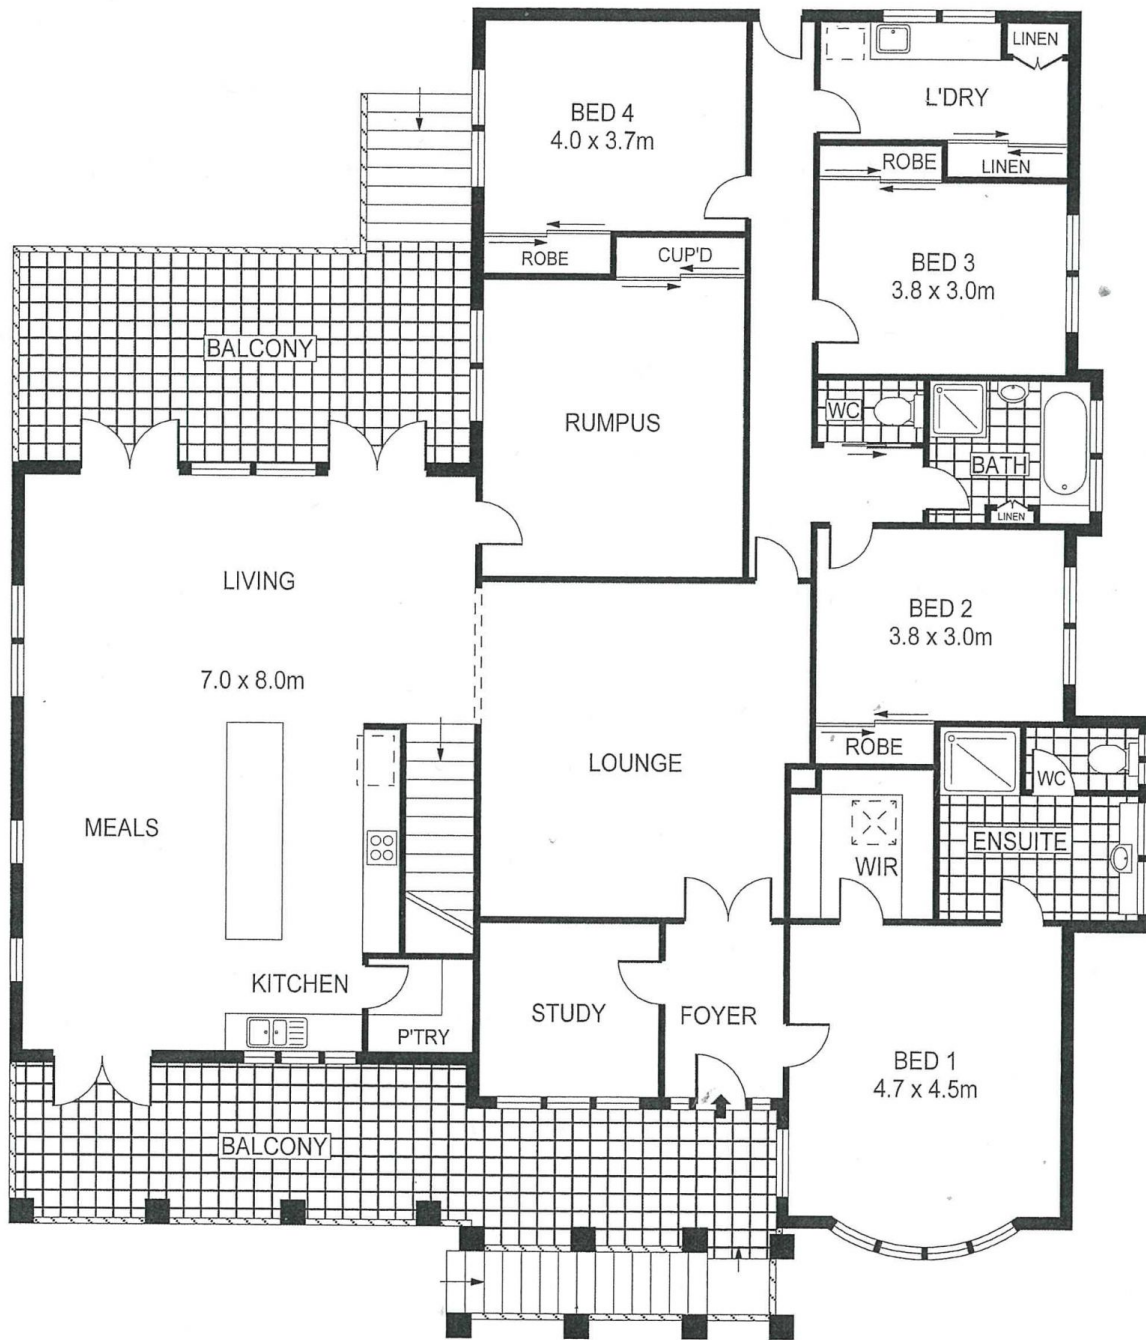 LINEN
L'DRY
BED 4
4.0 x 3.7m
ROBE
LINEN
ROBE
CUP'D
BED 3
3.8 x 3.0m
BALCONY
WC
RUMPUS
BATH
LINEN
LIVING
BED 2
3.8 x 3.0m
7.0 x 8.0m
ROBE
LOUNGE
WC
MEALS
ENSUITE
WIR
KITCHEN
STUDY
FOYER
P'TRY
BED 1
4.7 x 4.5m
BALCONY